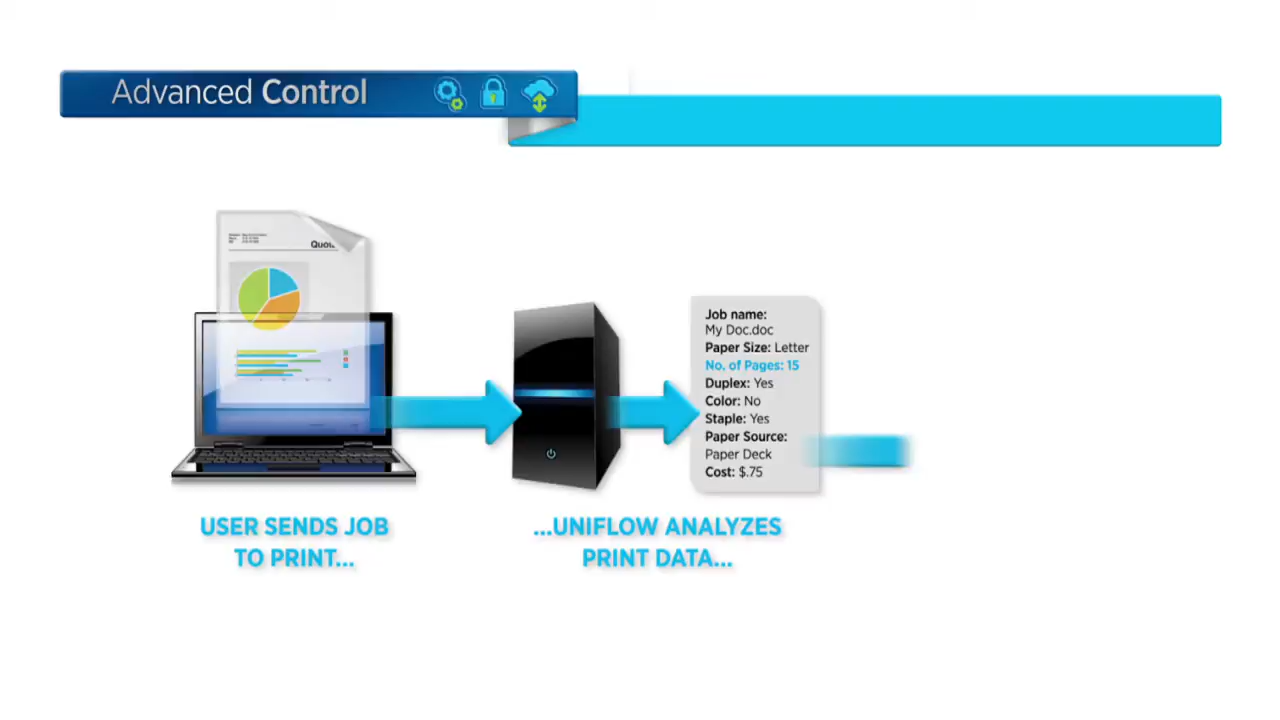 Advanced Control
Quot
Job name:
My Doc.doc
Paper Size: Letter
No. of Pages: 15
Duplex: Yes
Color: No
Staple: Yes
Paper Source:
Paper Deck
Cost: $.75
USER SENDS JOB
TO PRINT...
...UNIFLOW ANALYZES
PRINT DATA...